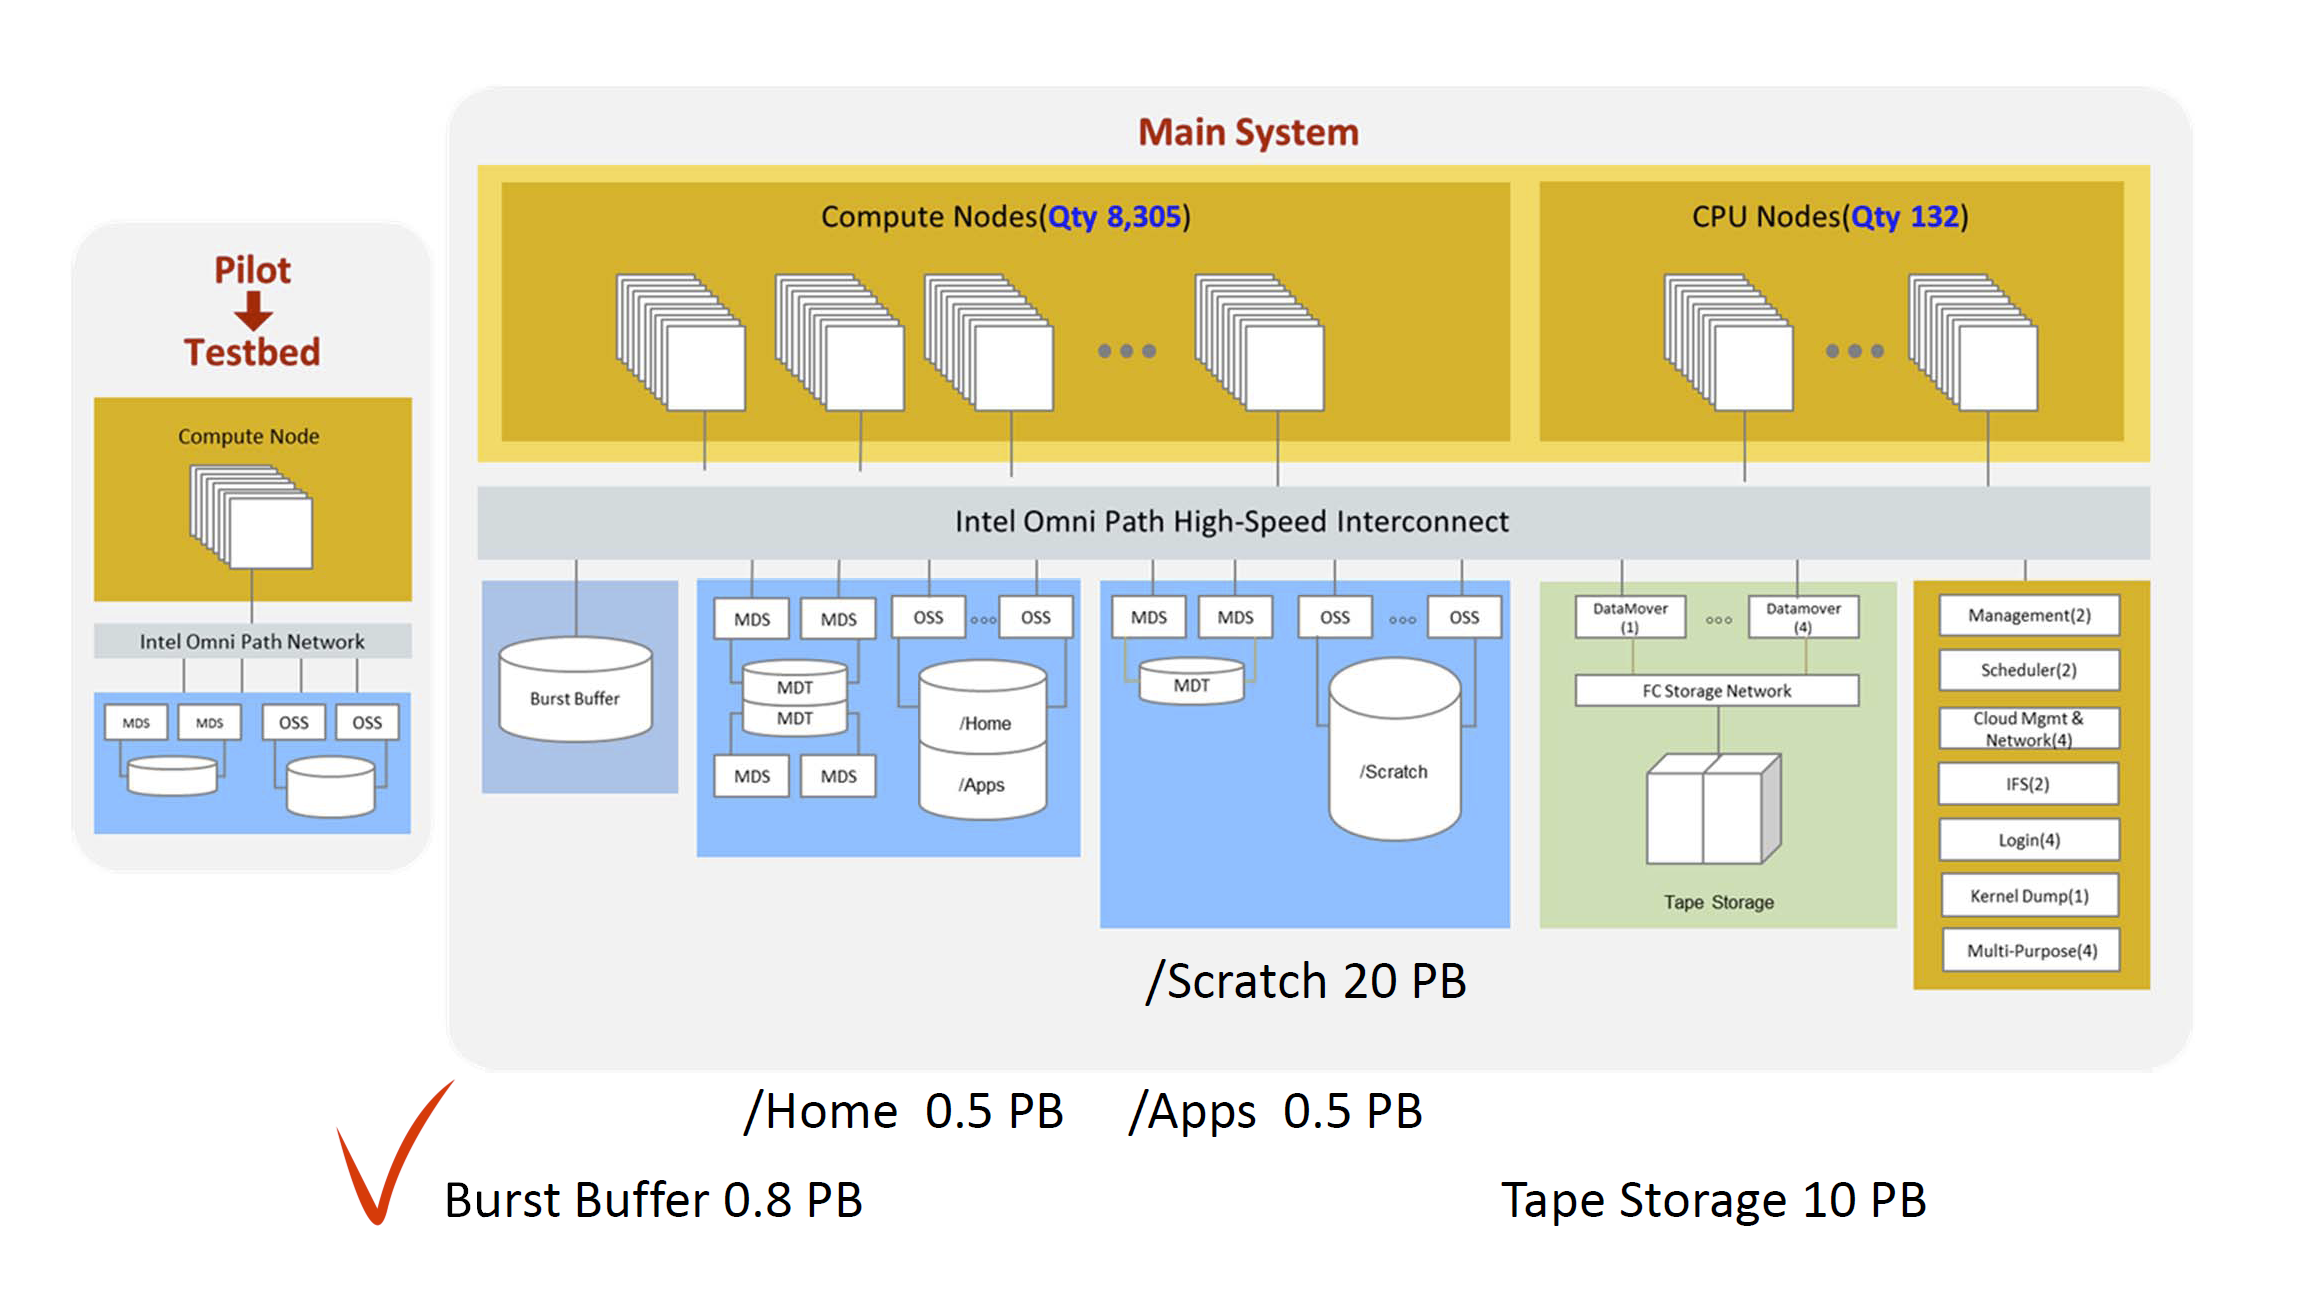 Main System
Compute Nodes(Qty 8,305)
CPU Nodes(Qty 132)
Pilot
Testbed
Compute Node
Intel Omni Path Network
MDS
MDS
OSS
OSS
Intel Omni Path High-Speed Interconnect
Burst Buffer
MDS
MDS
OSS
OSS
MDT
MDT
/Home
/Apps
MDS
MDS
MDS
MDS
OSS
OSS
MDT
/Scratch
DataMover
(1)
Datamover
(4)
FC Storage Network
Tape Storage
Management(2)
Scheduler(2)
Cloud Mgmt &
Network(4)
IFS(2)
Login(4)
Kernel Dump(1)
Multi-Purpose(4)
/Scratch 20 PB
/Home 0.5 PB
/Apps 0.5 PB
Burst Buffer 0.8 PB
Tape Storage 10 PB